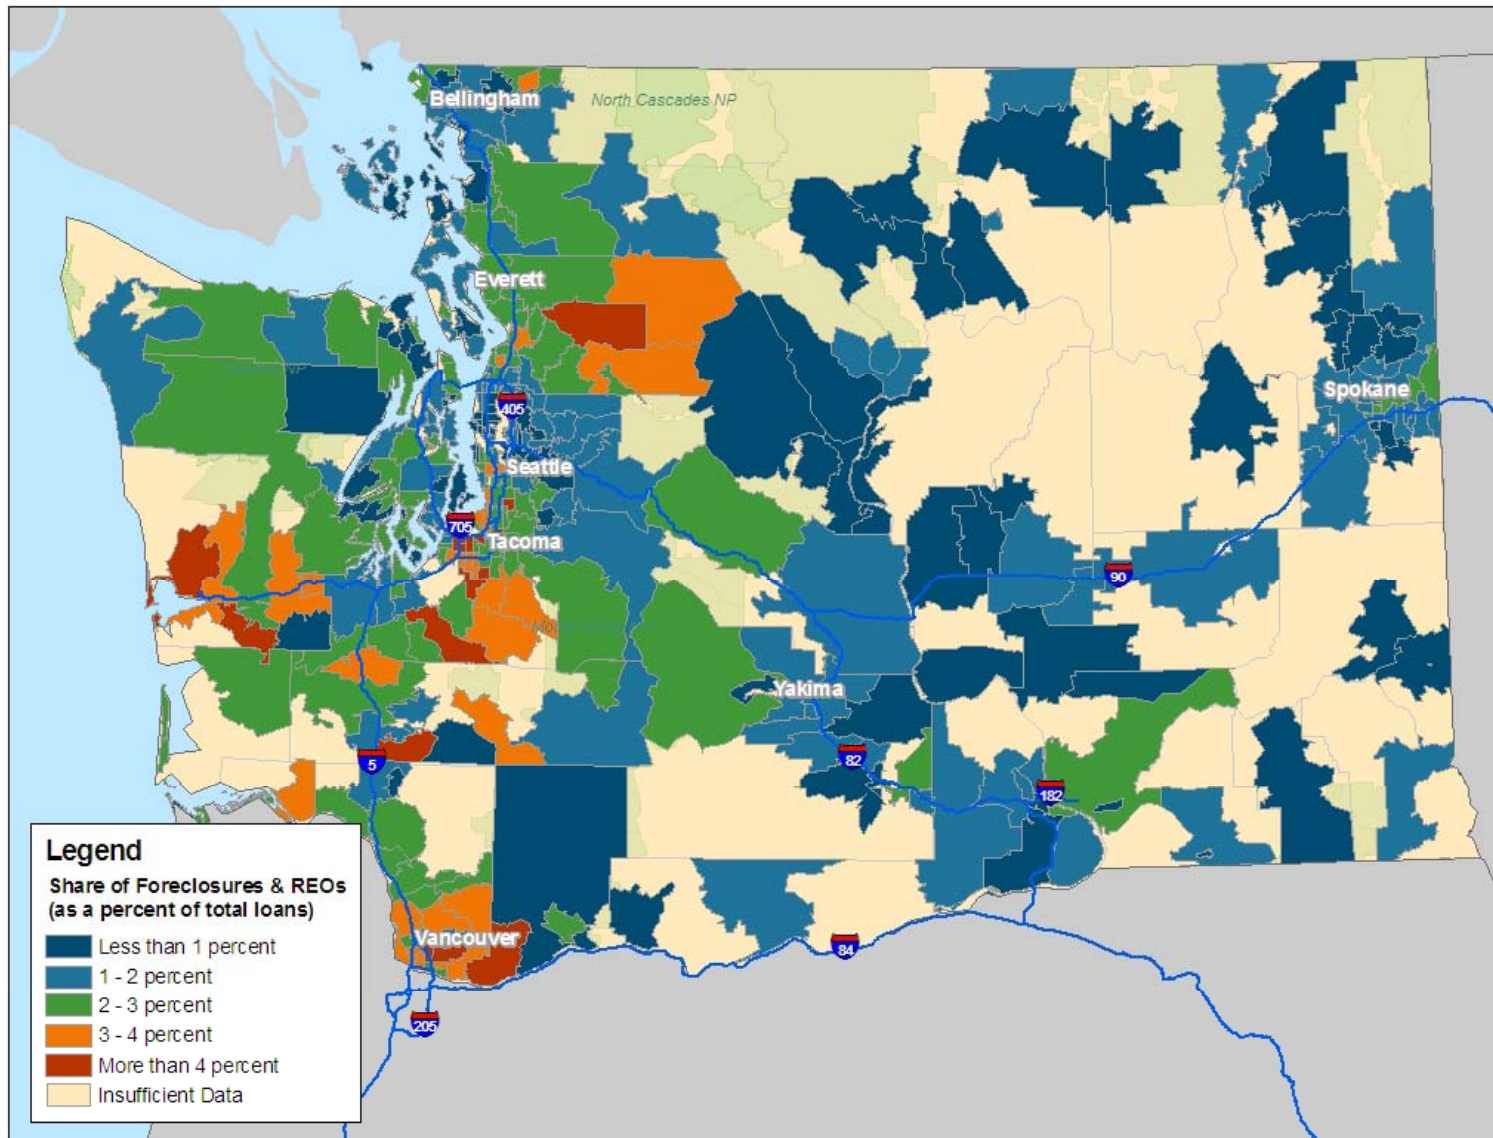 Bellingham
North Cascades NP
Everett
405
Spokane
Seattle
705
Tacoma
90
Yakima
5
82
182
Legend
Share of Foreclosures & REOs
(as a percent of total loans)
Less than 1 percent
1 - 2 percent
2 - 3 percent
3 - 4 percent
More than 4 percent
Insufficient Data
Vancouver
84
205